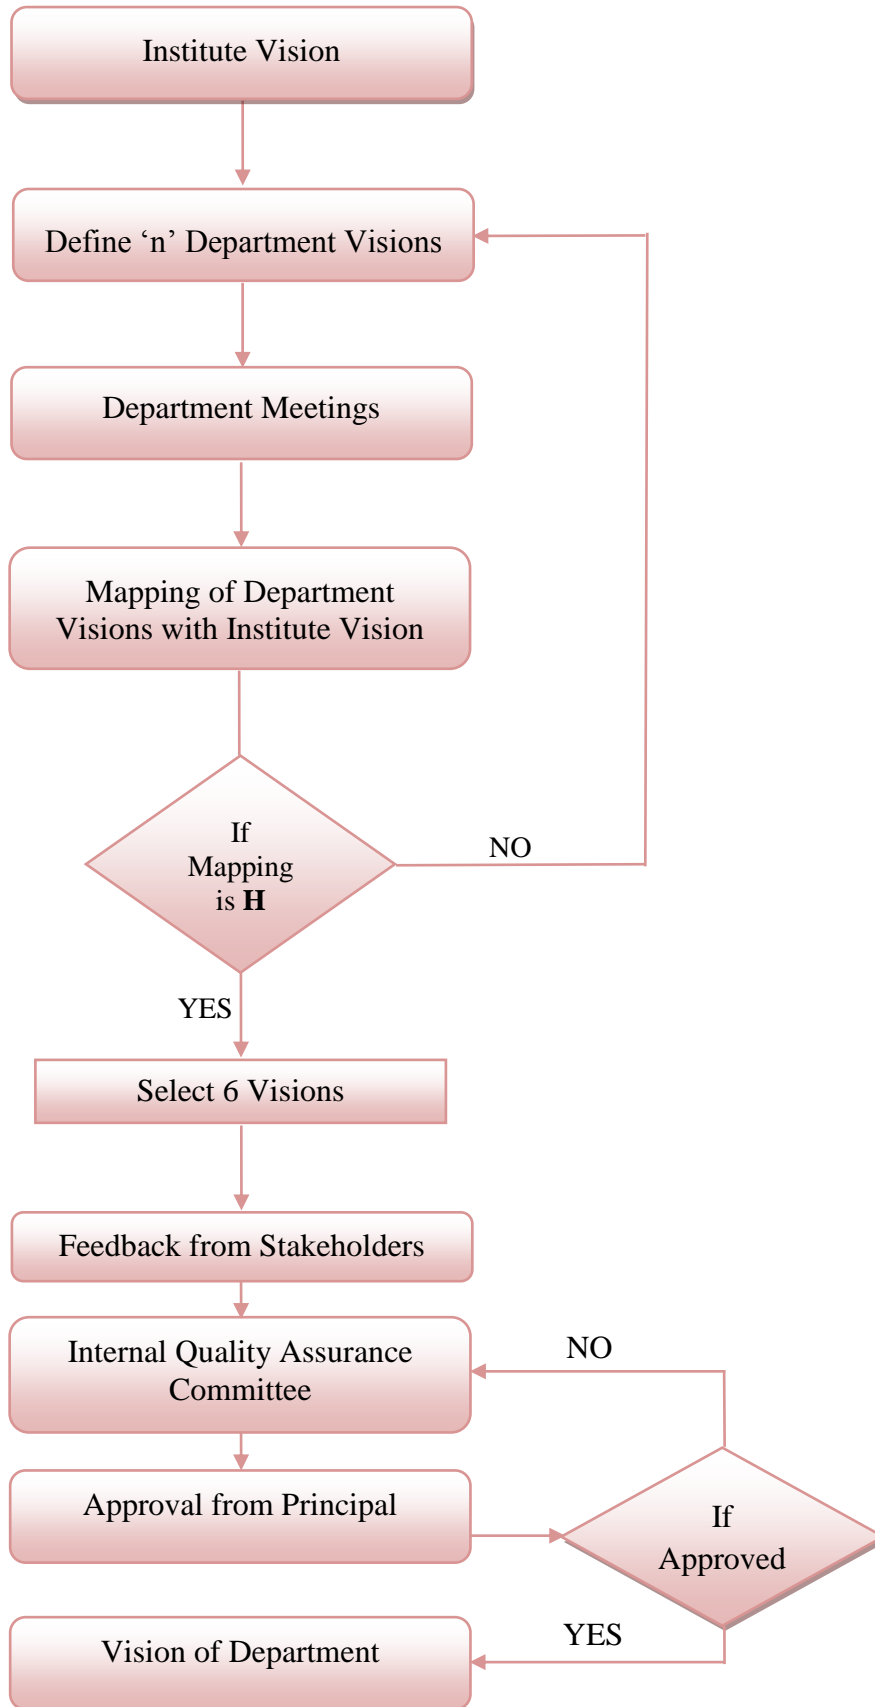 Institute Vision
Define ‘n’ Department Visions
Department Meetings
Mapping of Department
Visions with Institute Vision
If
Mapping
is H
NO
YES
Select 6 Visions
Feedback from Stakeholders
Internal Quality Assurance
Committee
NO
Approval from Principal
If
Approved
YES
Vision of Department